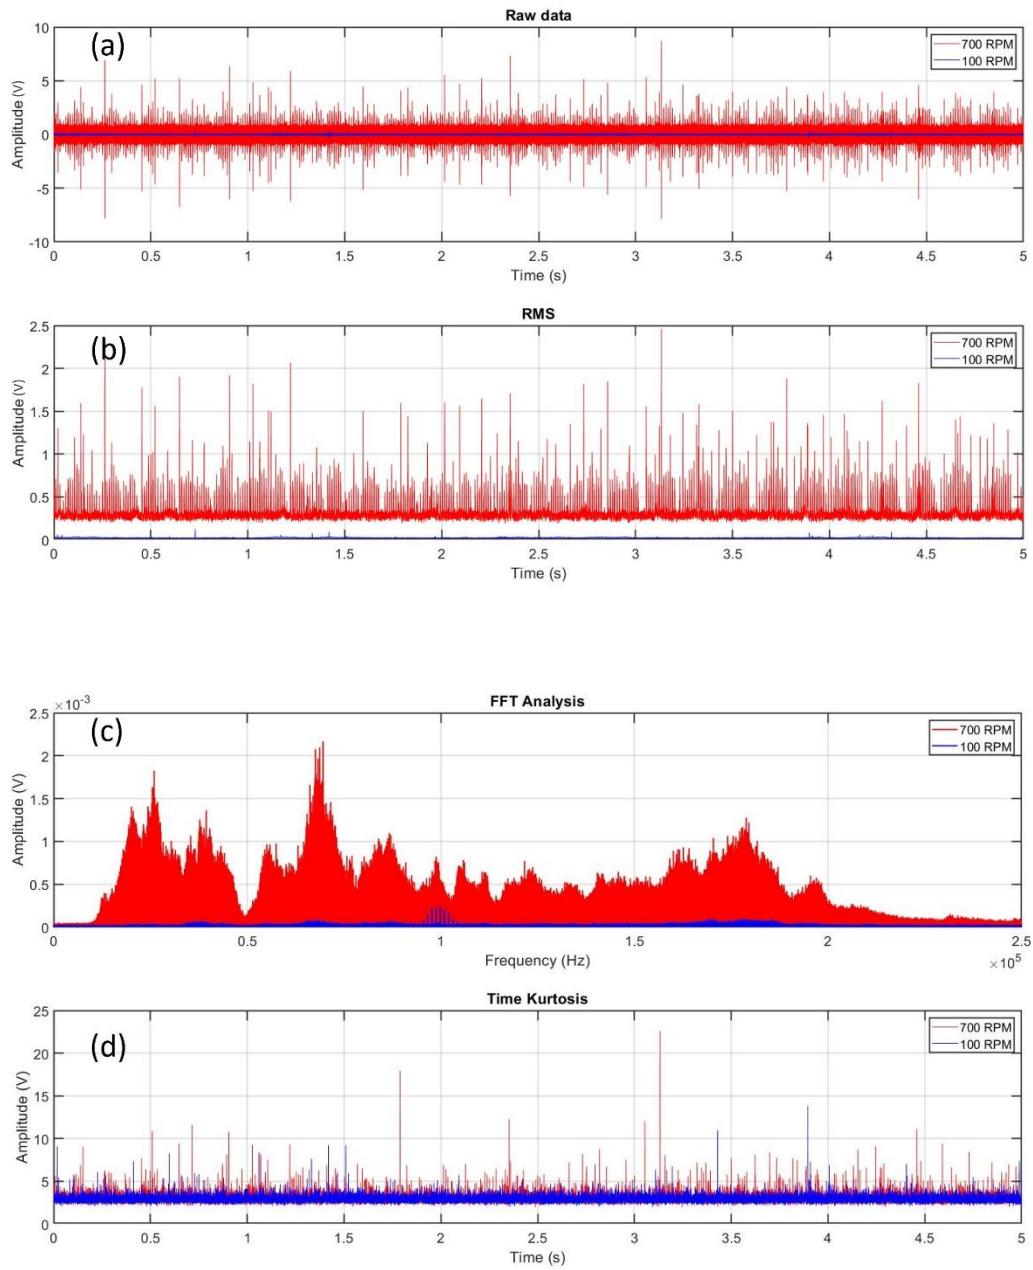 Raw data
(a)
700 RPM
100 RPM
10
5
0
-5
-10
Amplitude (V)
0 0.5 1 1.5 2 2.5 3 3.5 4 4.5 5
Time (s)
RMS
(b)
700 RPM
100 RPM
2.5
2
1.5
1
0.5
0
Amplitude (V)
0 0.5 1 1.5 2 2.5 3 3.5 4 4.5 5
Time (s)
×10-3
FFT Analysis
(c)
700 RPM
100 RPM
2.5
2
1.5
1
0.5
0
Amplitude (V)
0 0.5 1 1.5 2 2.5
Frequency (Hz)
×105
Time Kurtosis
(d)
700 RPM
100 RPM
25
20
15
10
5
0
Amplitude (V)
0 0.5 1 1.5 2 2.5 3 3.5 4 4.5 5
Time (s)